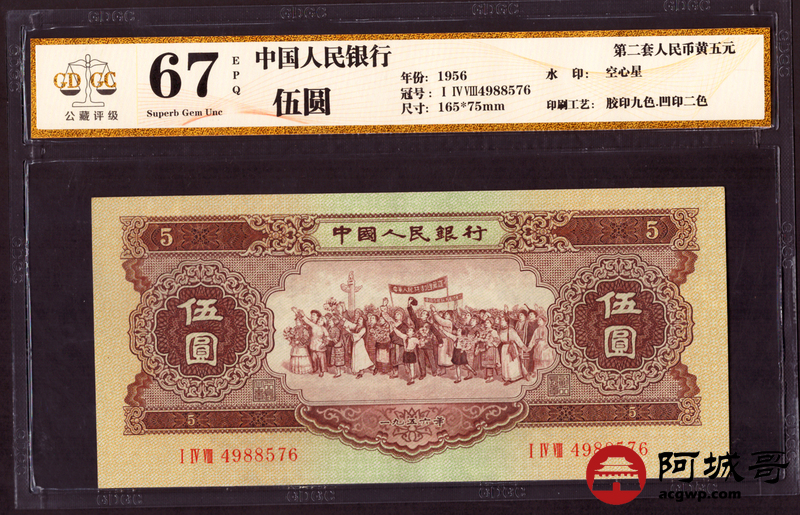 GD GC
公藏评级
67
E
P
Q
Superb Gem Unc
中国人民银行
伍圆
年份: 1956
冠号: I IV VIII4988576
尺寸: 165*75mm
第二套人民币黄五元
水 印: 空心星
印刷工艺: 胶印九色.凹印二色
5
中國人民銀行
5
伍圓
伍圓
5
一九五六年
5
I IV VIII 4988576
I IV VIII 4988576
阿城哥
acgwp.com